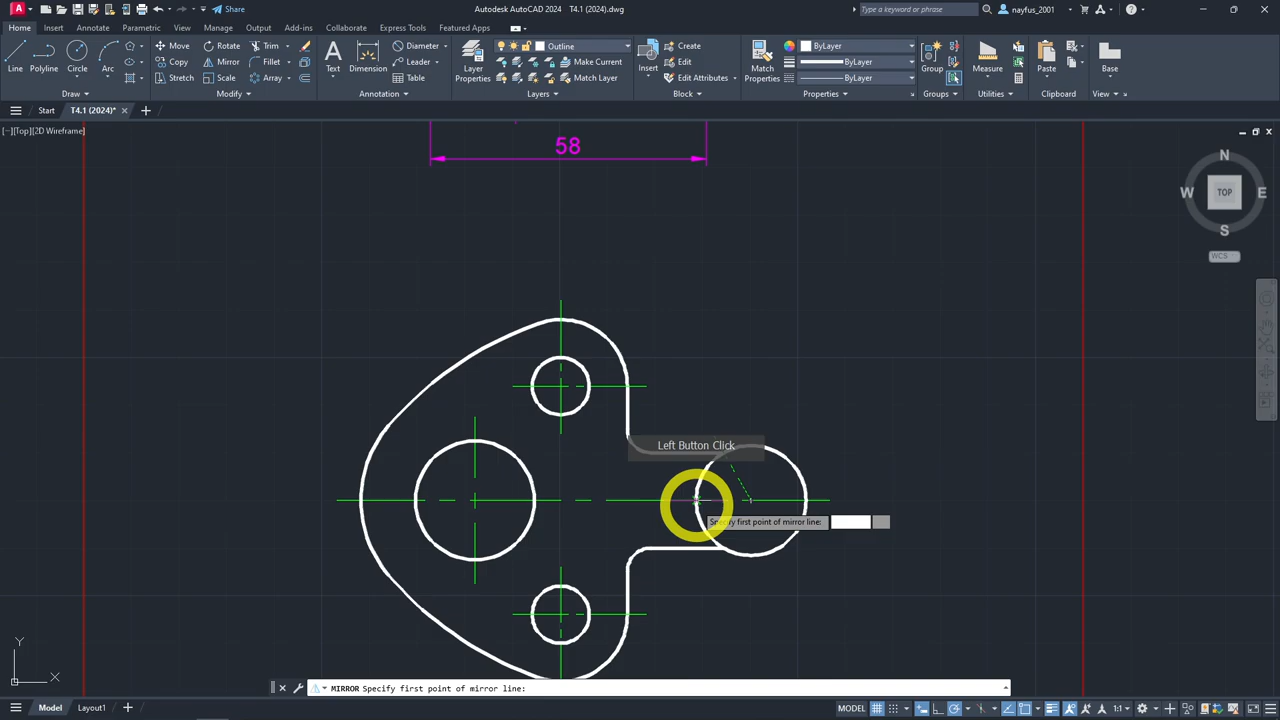 Share
Autodesk AutoCAD 2024 T4.1 (2024).dwg
Type a keyword or phrase
nayfus_2001
Home Insert Annotate Parametric View Manage Output Add-ins Collaborate Express Tools Featured Apps
Line
Polyline
Circle
Arc
Move
Rotate
Trim
Copy
Mirror
Fillet
Stretch
Scale
Array
Text
Dimension
Diameter
Leader
Table
Layer
Properties
Outline
Make Current
Match Layer
Insert
Create
Edit
Edit Attributes
Match
Properties
ByLayer
ByLayer
ByLayer
Group
Measure
Paste
Base
Draw
Modify
Annotation
Layers
Block
Properties
Groups
Utilities
Clipboard
View
Start
T4.1 (2024)*
[−][Top][2D Wireframe]
58
N
W
TOP
E
S
WCS
Left Button Click
Specify first point of mirror line:
Y
X
MIRROR Specify first point of mirror line:
Model
Layout1
MODEL
1:1